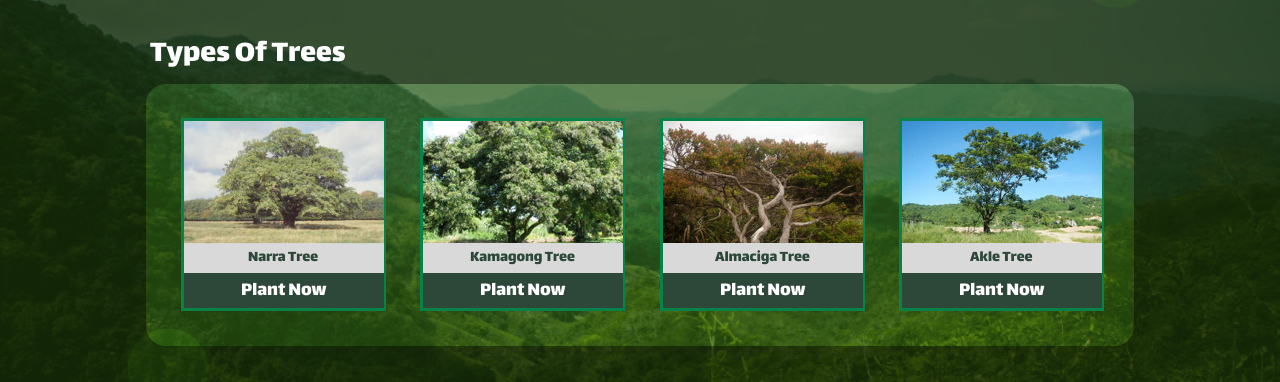 Types Of Trees
Narra Tree
Plant Now
Kamagong Tree
Plant Now
Almaciga Tree
Plant Now
Akle Tree
Plant Now